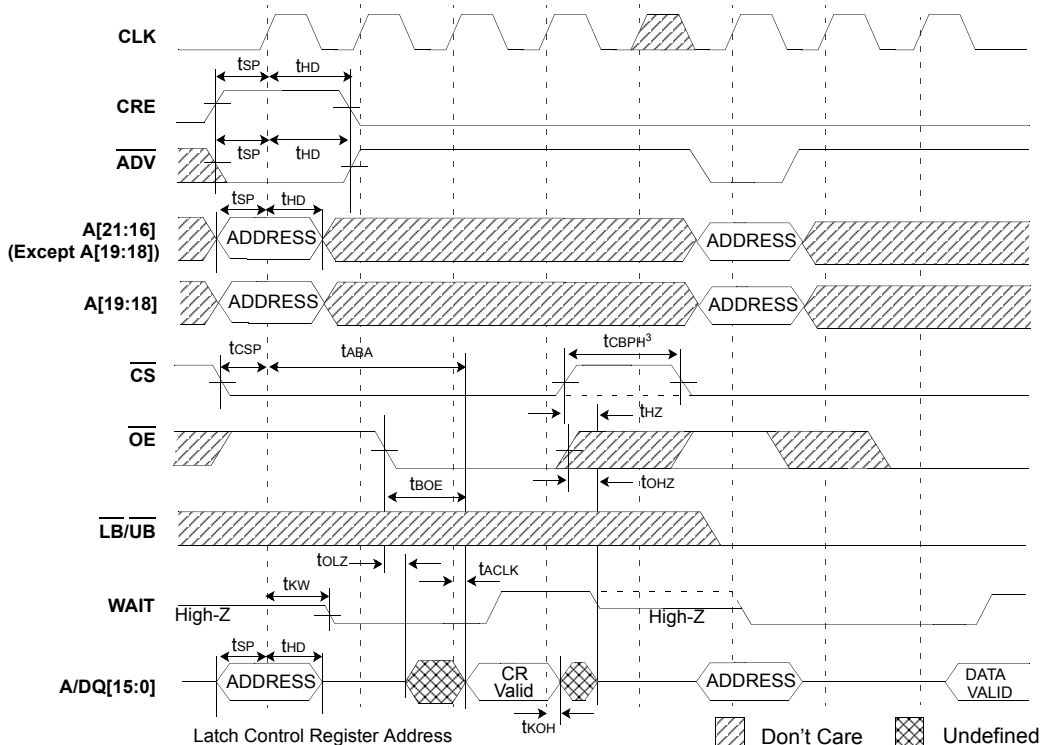 CLK
tSP tHD
CRE
tSP tHD
ADV
tSP tHD
A[21:16]
(Except A[19:18])
ADDRESS ADDRESS
A[19:18] ADDRESS ADDRESS
tCSP tABA tCBPH³
CS
tHZ
OE
tBOE tOHZ
LB/UB
tOLZ tACLK
tKW
WAIT
High-Z High-Z
tSP tHD
A/DQ[15:0] ADDRESS CR Valid ADDRESS DATA VALID
tKOH
Latch Control Register Address Don't Care Undefined